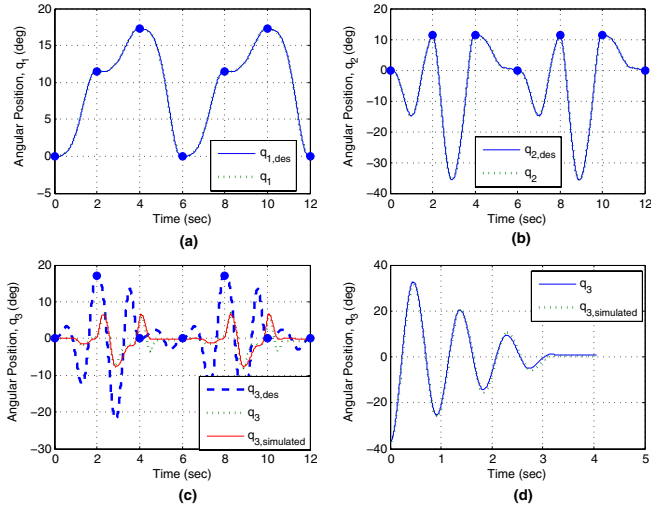 20
15
10
5
0
−5
0 2 4 6 8 10 12
Angular Position, q1 (deg)
Time (sec)
q1,des
q1
(a)
20
10
0
10
−20
−30
−40
0 2 4 6 8 10 12
Angular Position, q2 (deg)
Time (sec)
q2,des
q2
(b)
20
10
0
−10
−20
−30
0 2 4 6 8 10 12
Angular Position, q3 (deg)
Time (sec)
q3,des
q3
q3,simulated
(c)
40
20
0
−20
−40
0 1 2 3 4 5
Angular Position, q3 (deg)
Time (sec)
q3
q3,simulated
(d)